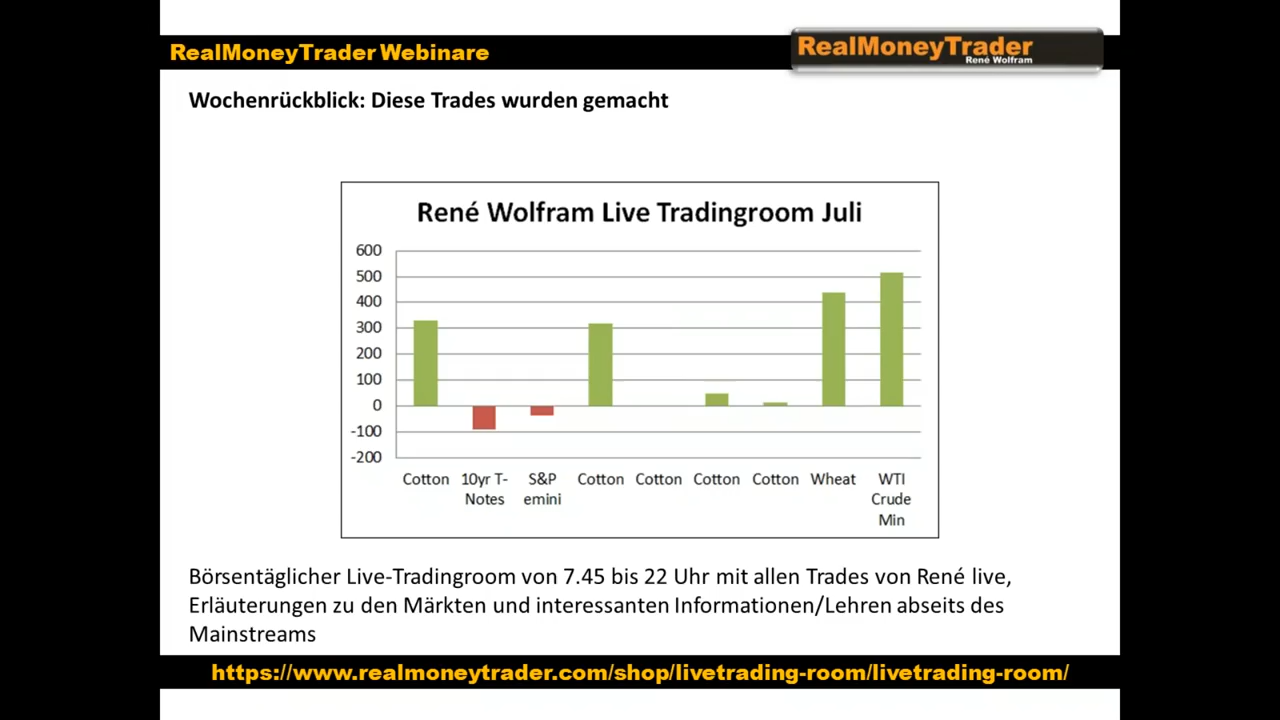 RealMoneyTrader Webinare
RealMoneyTrader
René Wolfram
Wochenrückblick: Diese Trades wurden gemacht
René Wolfram Live Tradingroom Juli
600
500
400
300
200
100
0
-100
-200
Cotton 10yr T-Notes S&P emini Cotton Cotton Cotton Cotton Wheat WTI Crude Min
Börsentäglicher Live-Tradingroom von 7.45 bis 22 Uhr mit allen Trades von René live,
Erläuterungen zu den Märkten und interessanten Informationen/Lehren abseits des
Mainstreams
https://www.realmoneytrader.com/shop/livetrading-room/livetrading-room/